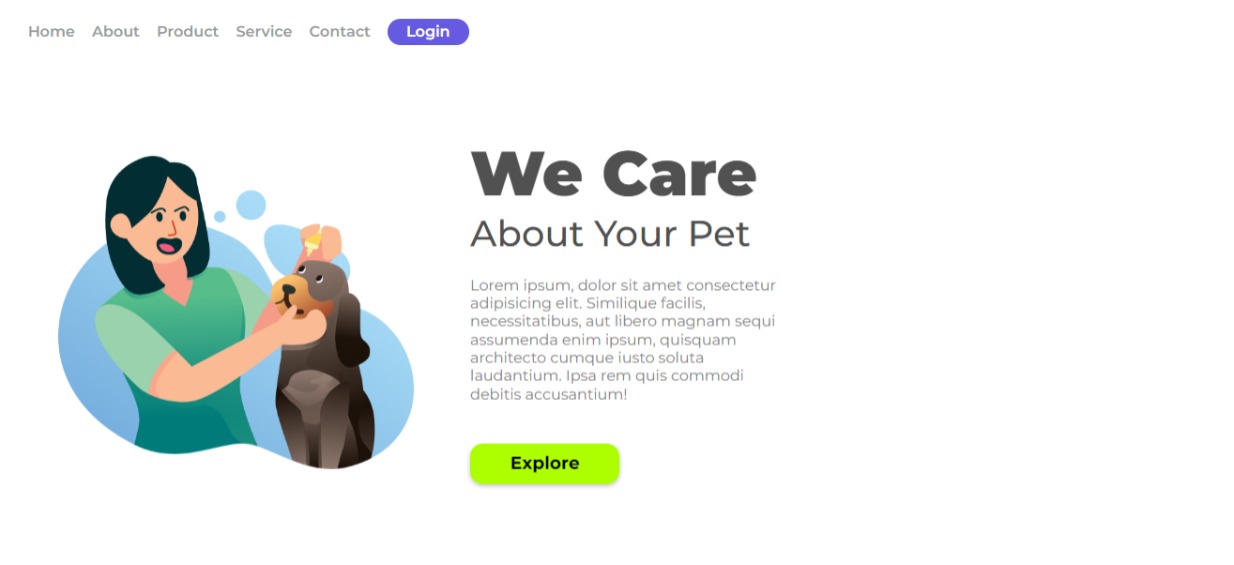 Home About Product Service Contact Login
We Care
About Your Pet
Lorem ipsum, dolor sit amet consectetur
adipisicing elit. Similique facilis,
necessitatibus, aut libero magnam sequi
assumenda enim ipsum, quisquam
architecto cumque iusto soluta
laudantium. Ipsa rem quis commodi
debitis accusantium!
Explore